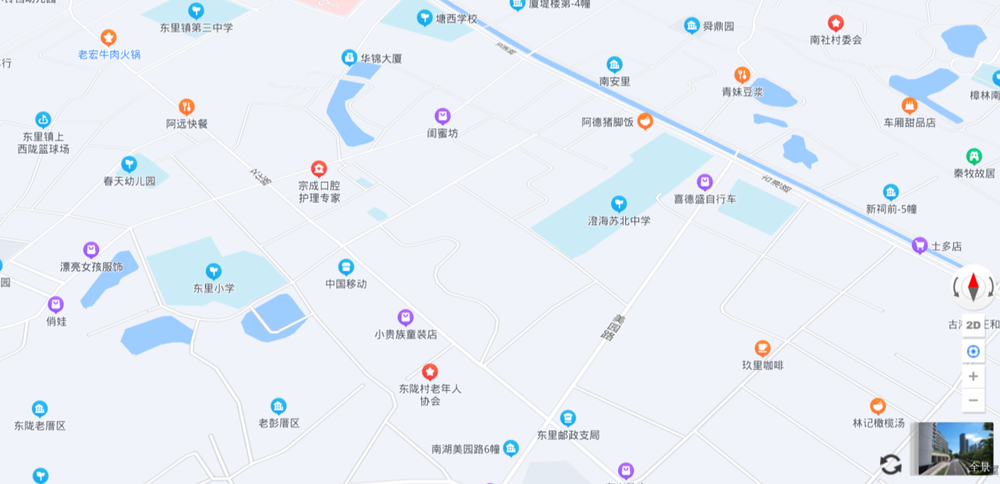 厦堤楼第-4幢
塘西学校
东里镇第三中学
舜鼎园
南社村委会
老宏牛肉火锅
华锦大厦
南安里
青妹豆浆
樟林南
阿远快餐
阿德猪脚饭
车厢甜品店
东里镇上
西陇篮球场
闺蜜坊
春天幼儿园
宗成口腔
护理专家
秦牧故居
喜德盛自行车
新祠前-5幢
澄海苏北中学
士多店
漂亮女孩服饰
东里小学
中国移动
园
俏娃
小贵族童装店
美园路
2D
玖里咖啡
东陇村老年人
协会
东陇老厝区
老彭厝区
林记橄榄汤
东里邮政支局
南湖美园路6幢
全景